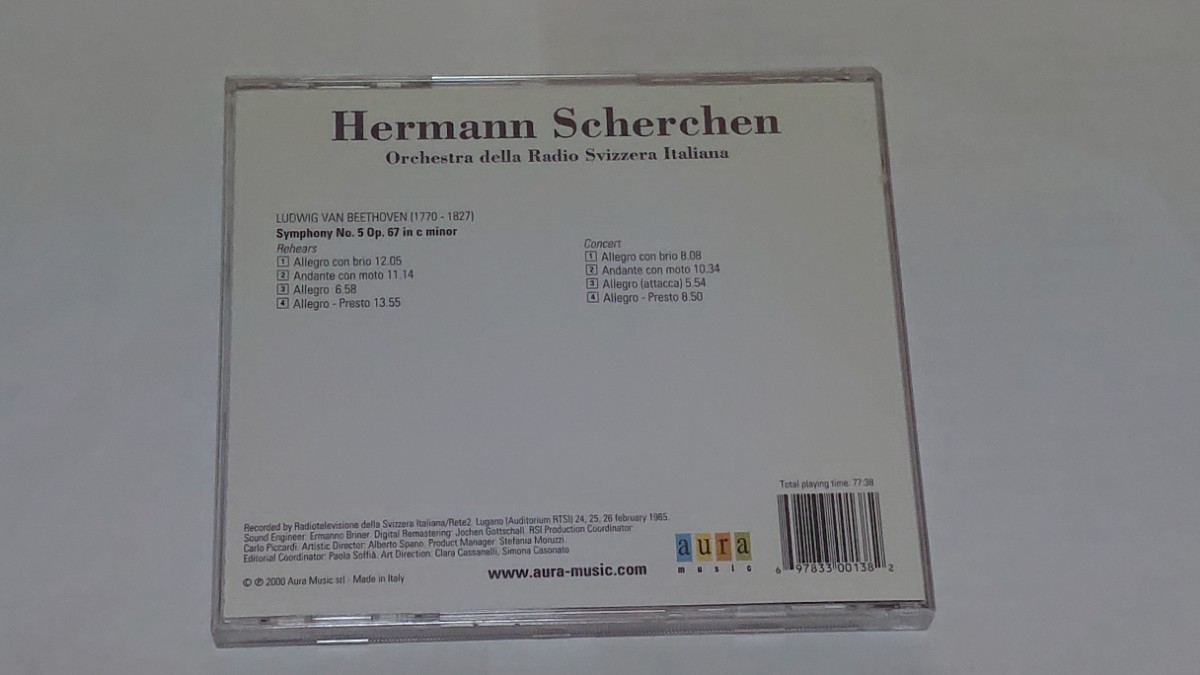 Hermann Scherchen
Orchestra della Radio Svizzera Italiana
LUDWIG VAN BEETHOVEN (1770 - 1827)
Symphony No. 5 Op. 67 in c minor
Rehears
1 Allegro con brio 12.05
2 Andante con moto 11.14
3 Allegro 6.58
4 Allegro - Presto 13.55
Concert
1 Allegro con brio 8.08
2 Andante con moto 10.34
3 Allegro (attacca) 5.54
4 Allegro - Presto 8.50
Recorded by Radiotelevisione della Svizzera Italiana/Rete2, Lugano (Auditorium RTSI) 24, 25, 26 february 1965.
Sound Engineer: Ermanno Briner. Digital Remastering: Jochen Gottschall. RSI Production Coordinator:
Carlo Piccardi. Artistic Director: Alberto Spano. Product Manager: Stefania Moruzzi.
Editorial Coordinator: Paola Soffià. Art Direction: Clara Cassanelli, Simona Casonato
© ℗ 2000 Aura Music srl - Made in Italy
www.aura-music.com
aura
music
Total playing time: 77:38
6 97833 00138 2